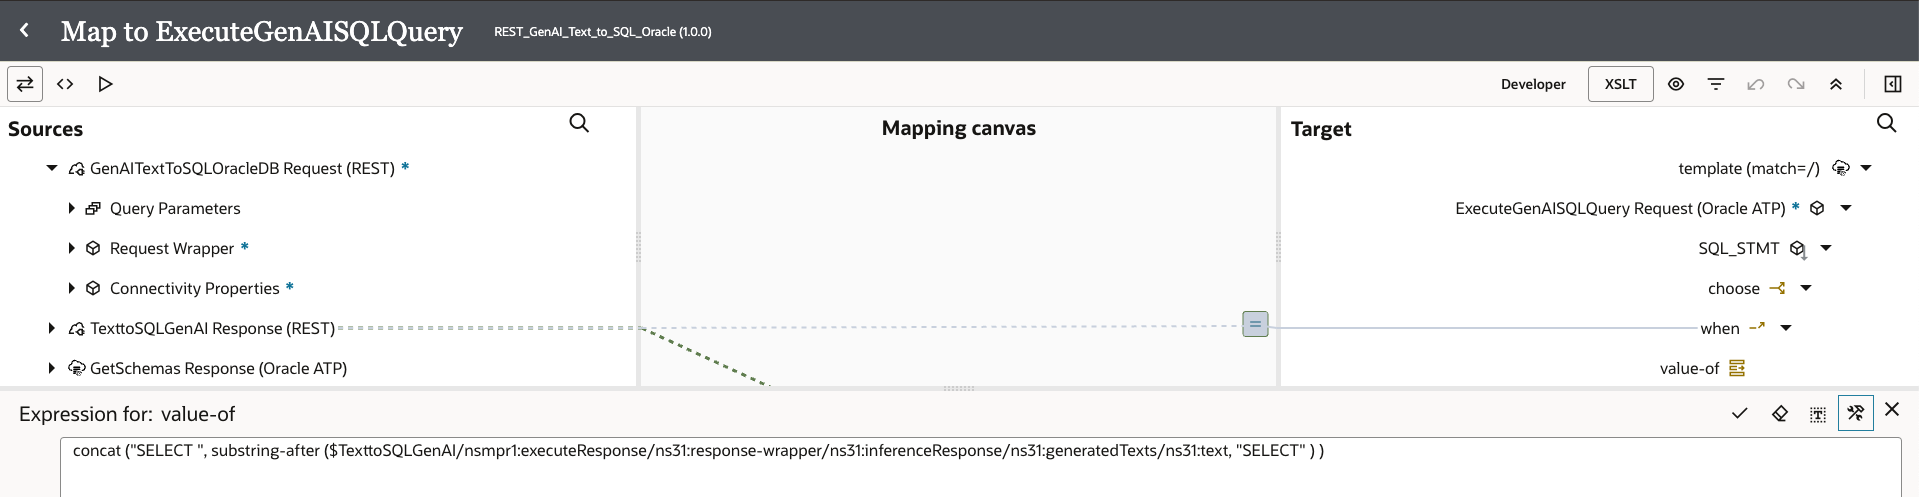 Map to ExecuteGenAISQLQuery REST_GenAI_Text_to_SQL_Oracle (1.0.0)
Developer XSLT
Sources
Mapping canvas
Target
GenAITextToSQLOracleDB Request (REST) *
Query Parameters
Request Wrapper *
Connectivity Properties *
TexttoSQLGenAI Response (REST)
GetSchemas Response (Oracle ATP)
=
template (match=/)
ExecuteGenAISQLQuery Request (Oracle ATP) *
SQL_STMT
choose
when
value-of
Expression for: value-of
concat ("SELECT ", substring-after ($TexttoSQLGenAI/nsmpr1:executeResponse/ns31:response-wrapper/ns31:inferenceResponse/ns31:generatedTexts/ns31:text, "SELECT" ) )